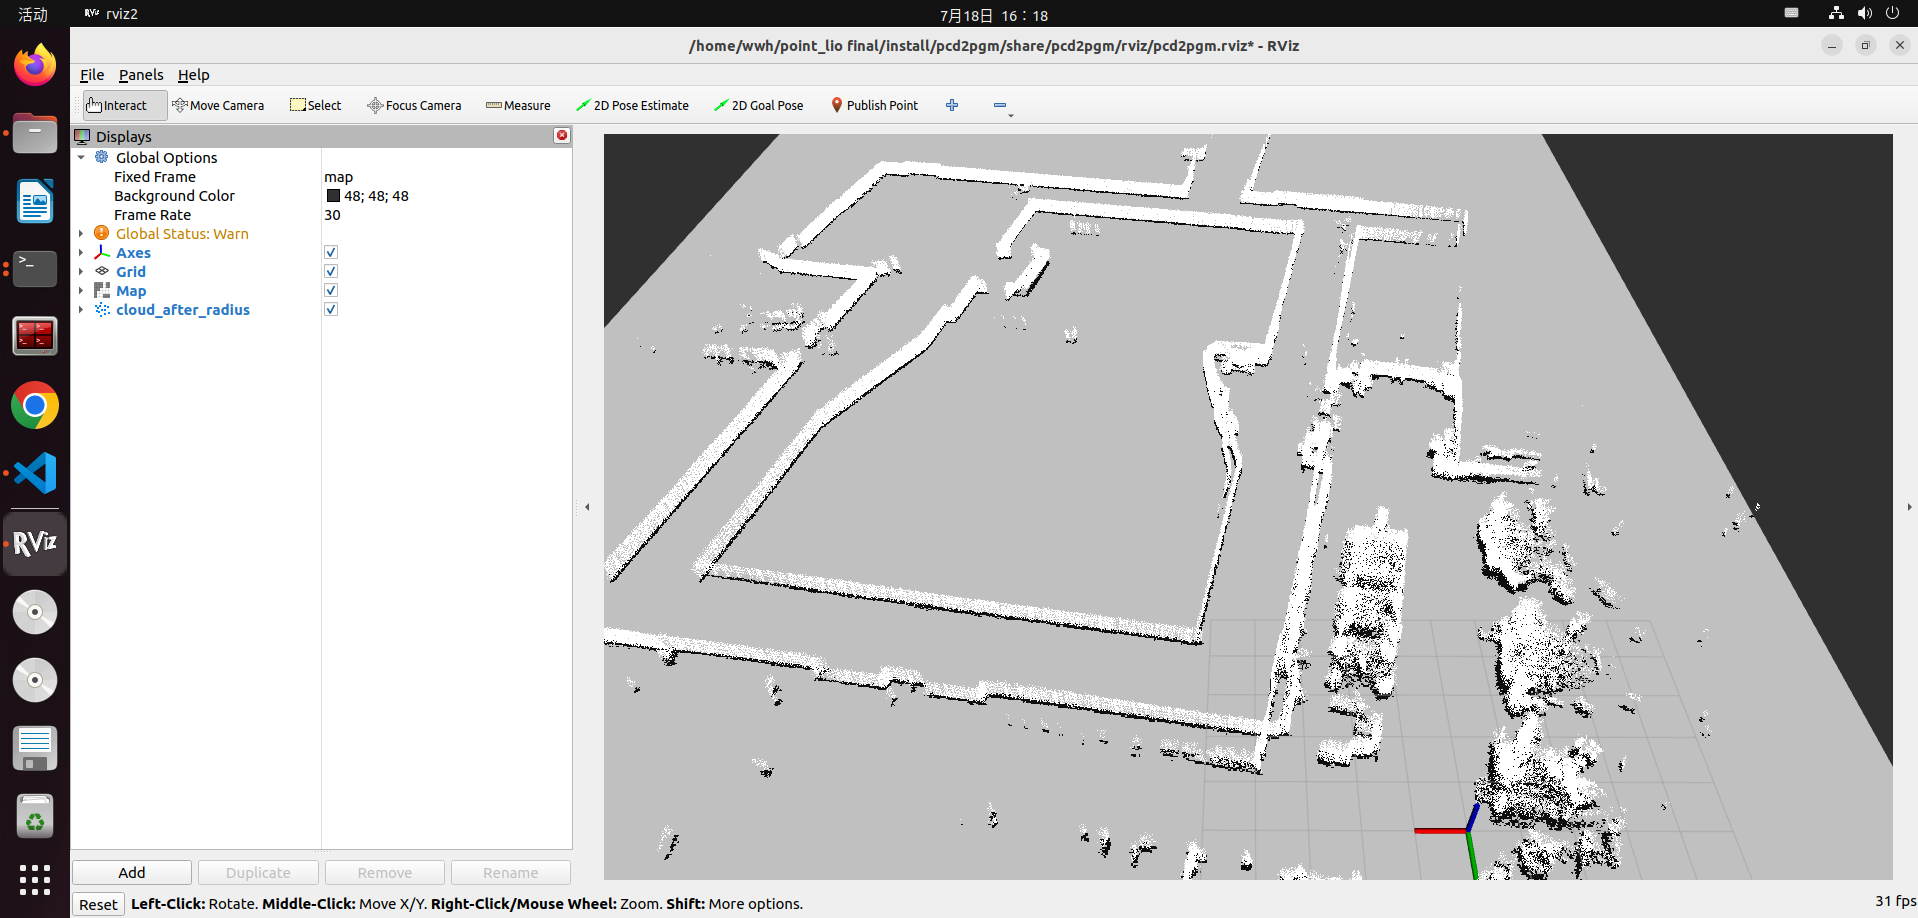 活动
RViz rviz2
7月18日 16：18
/home/wwh/point_lio final/install/pcd2pgm/share/pcd2pgm/rviz/pcd2pgm.rviz* - RViz
File Panels Help
Interact Move Camera Select Focus Camera Measure 2D Pose Estimate 2D Goal Pose Publish Point
Displays
Global Options
Fixed Frame map
Background Color 48; 48; 48
Frame Rate 30
Global Status: Warn
Axes
Grid
Map
cloud_after_radius
RViz
Add Duplicate Remove Rename
Reset Left-Click: Rotate. Middle-Click: Move X/Y. Right-Click/Mouse Wheel: Zoom. Shift: More options.
31 fps